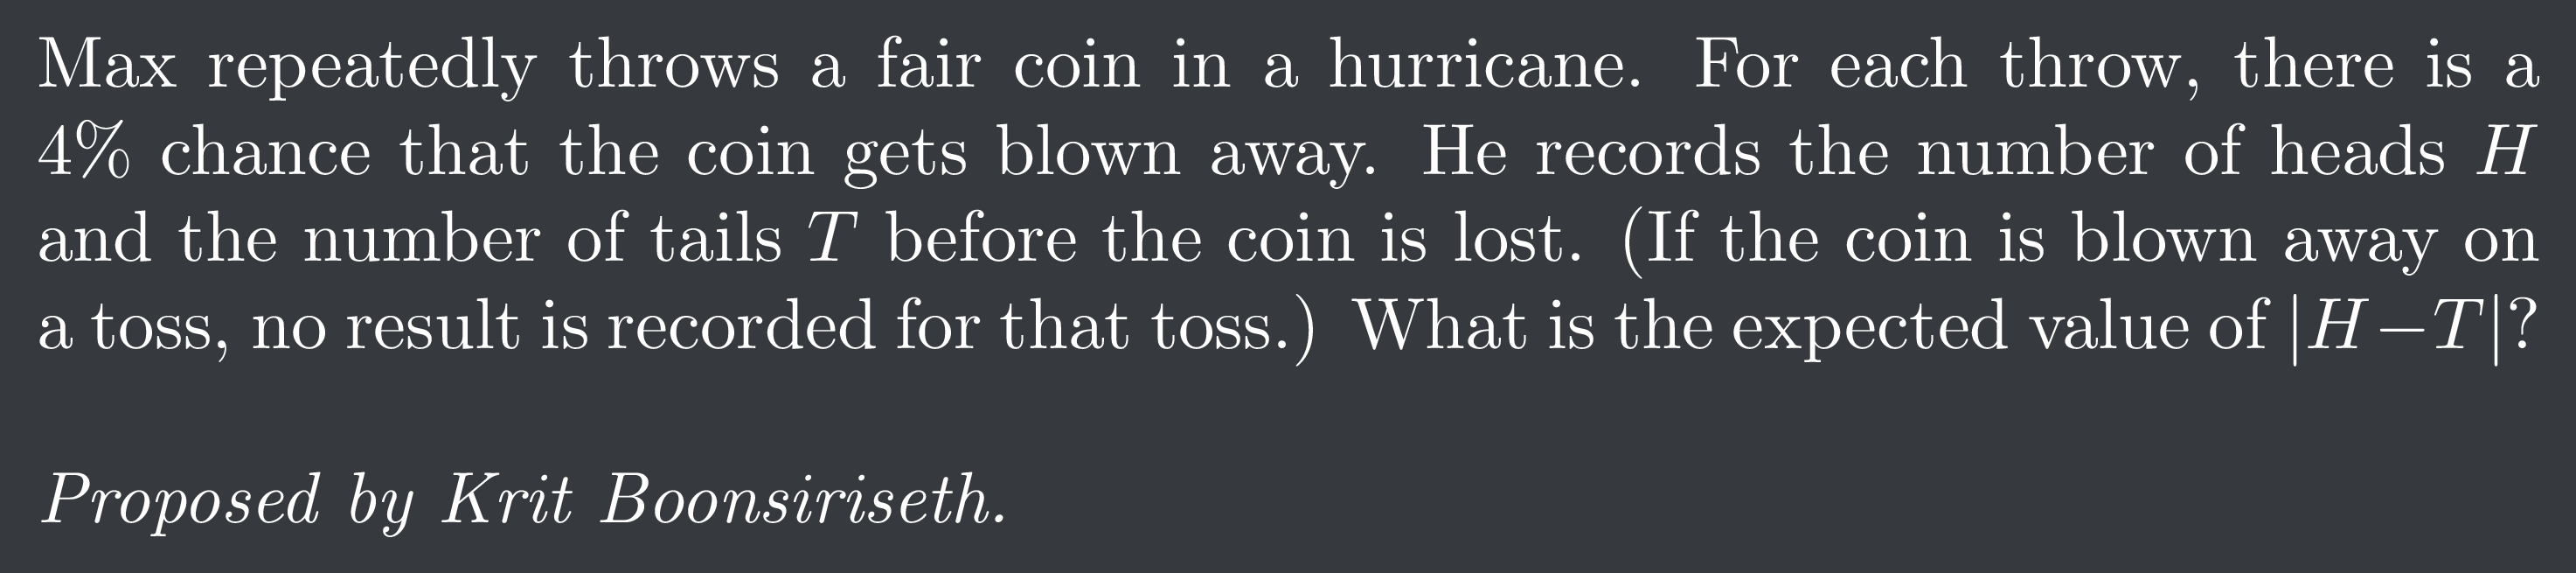 Max repeatedly throws a fair coin in a hurricane. For each throw, there is a
4% chance that the coin gets blown away. He records the number of heads H
and the number of tails T before the coin is lost. (If the coin is blown away on
a toss, no result is recorded for that toss.) What is the expected value of |H−T|?
Proposed by Krit Boonsiriseth.